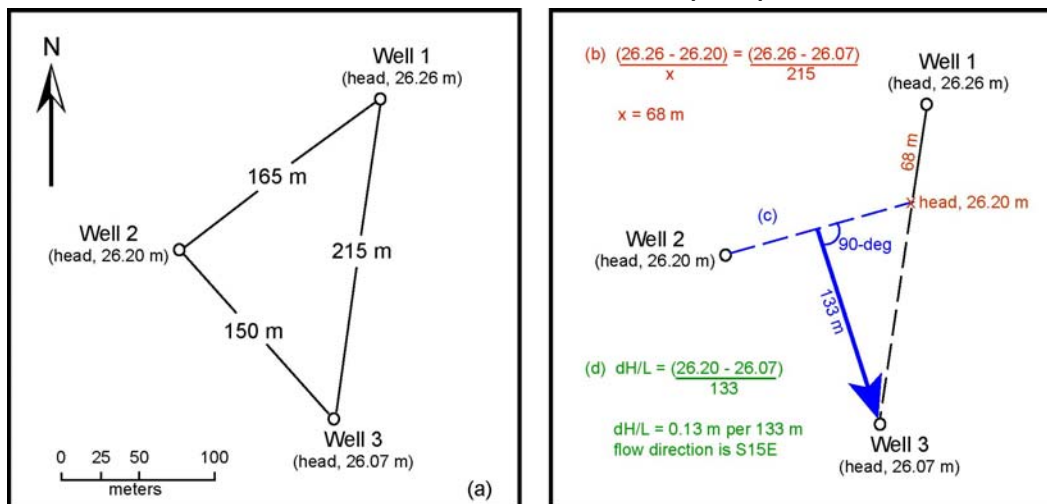 N
Well 1
(head, 26.26 m)
165 m
Well 2
(head, 26.20 m)
215 m
150 m
Well 3
(head, 26.07 m)
0 25 50 100
meters
(a)
(b) (26.26 - 26.20) = (26.26 - 26.07)
x 215
x = 68 m
Well 1
(head, 26.26 m)
68 m
x head, 26.20 m
(c)
90-deg
Well 2
(head, 26.20 m)
133 m
(d) dH/L = (26.20 - 26.07)
133
dH/L = 0.13 m per 133 m
flow direction is S15E
Well 3
(head, 26.07 m)